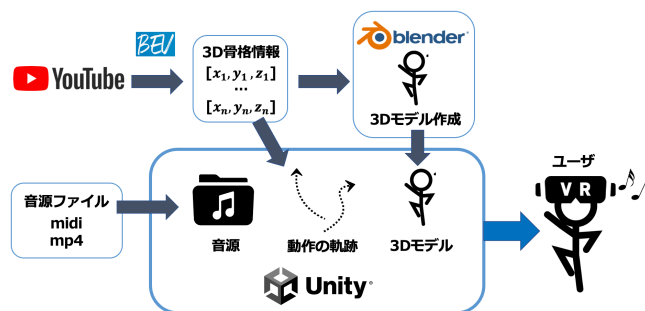 BEV
YouTube
3D骨格情報
[x₁, y₁, z₁]
…
[xₙ, yₙ, zₙ]
blender
3Dモデル作成
音源ファイル
midi
mp4
音源
動作の軌跡
3Dモデル
Unity
ユーザ
VR